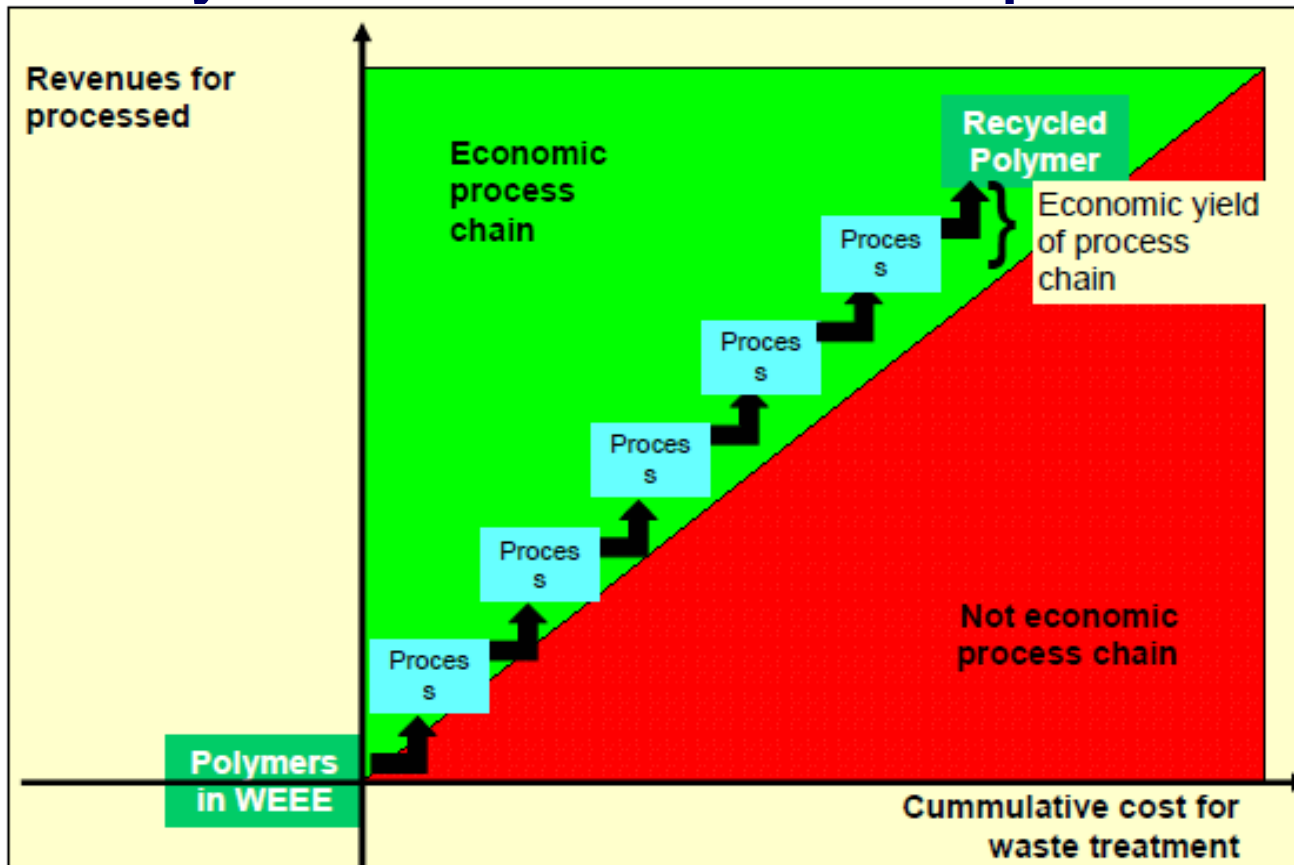 Revenues for
processed
Economic
process
chain
Recycled
Polymer
Economic yield
of process
chain
Proces
s
Proces
s
Proces
s
Proces
s
Proces
s
Not economic
process chain
Polymers
in WEEE
Cummulative cost for
waste treatment